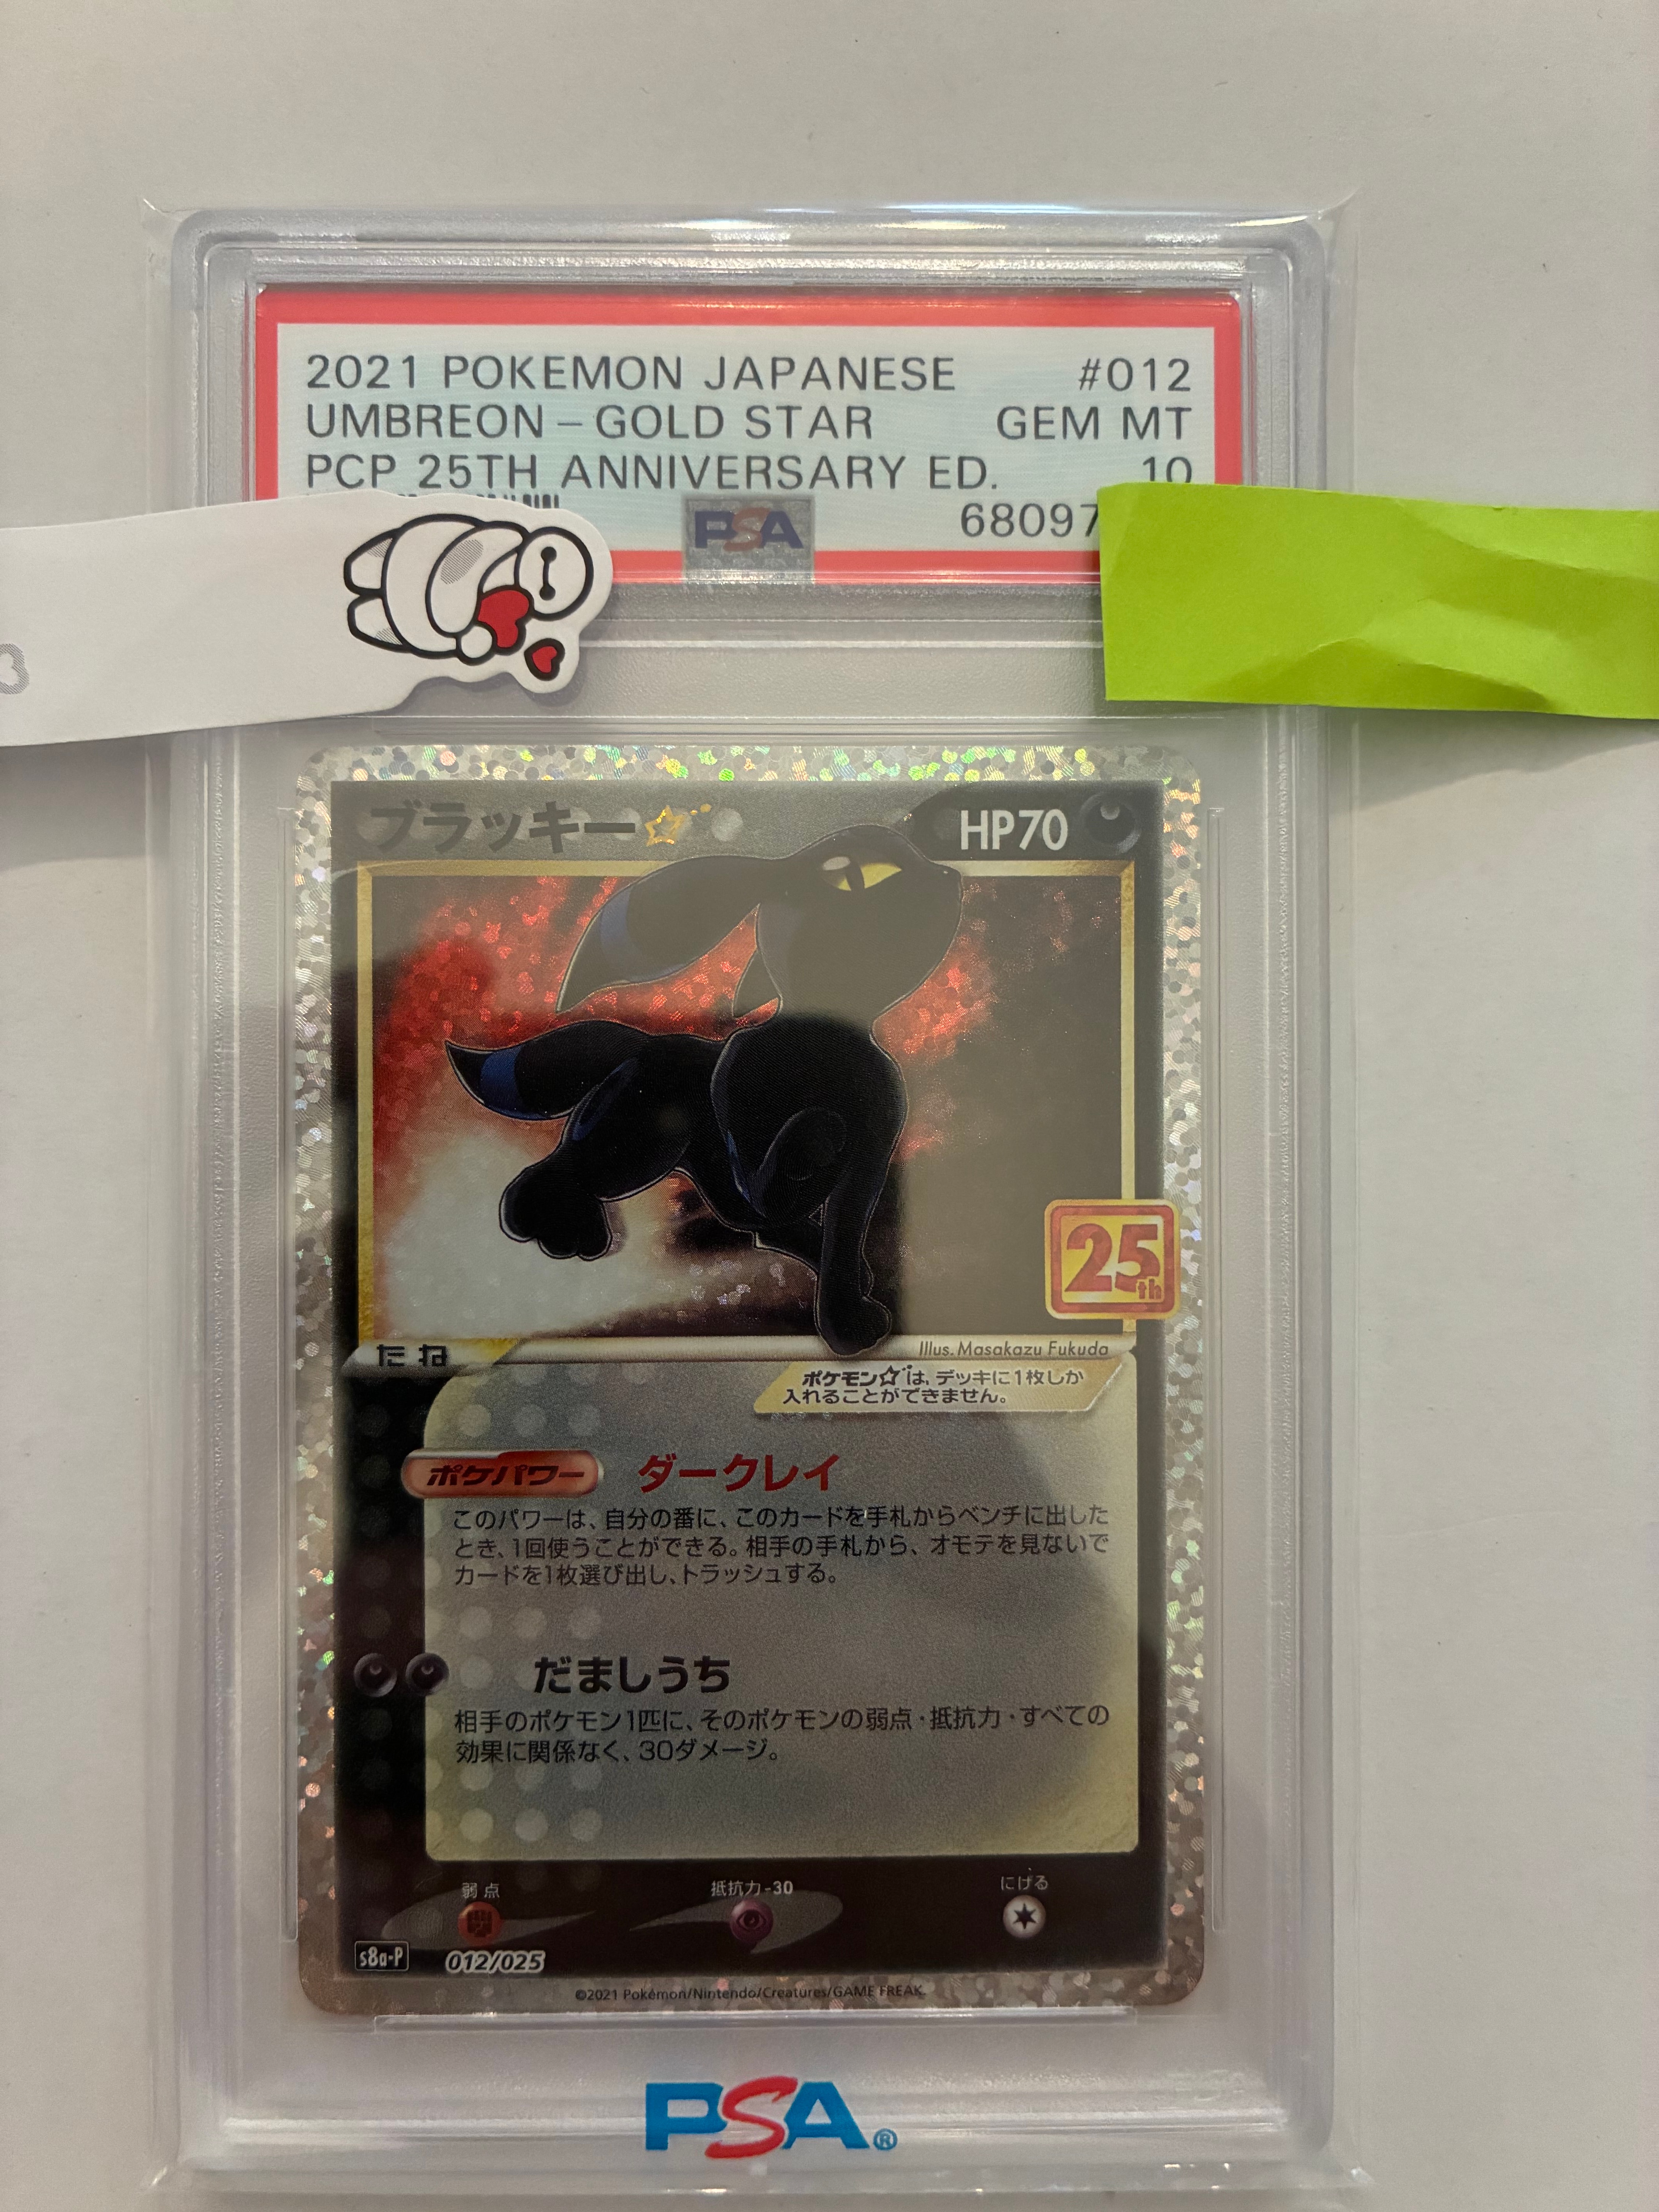 2021 POKEMON JAPANESE #012
UMBREON – GOLD STAR GEM MT
PCP 25TH ANNIVERSARY ED. 10
PSA 68097
ブラッキー☆ HP70
25th
たね
Illus. Masakazu Fukuda
ポケモン☆は、デッキに1枚しか
入れることができません。
ポケパワー ダークレイ
このパワーは、自分の番に、このカードを手札からベンチに出した
とき、1回使うことができる。相手の手札から、オモテを見ないで
カードを1枚選び出し、トラッシュする。
だましうち
相手のポケモン1匹に、そのポケモンの弱点・抵抗力・すべての
効果に関係なく、30ダメージ。
弱点 抵抗力-30 にげる
s8a-P 012/025
©2021 Pokémon/Nintendo/Creatures/GAME FREAK.
PSA®